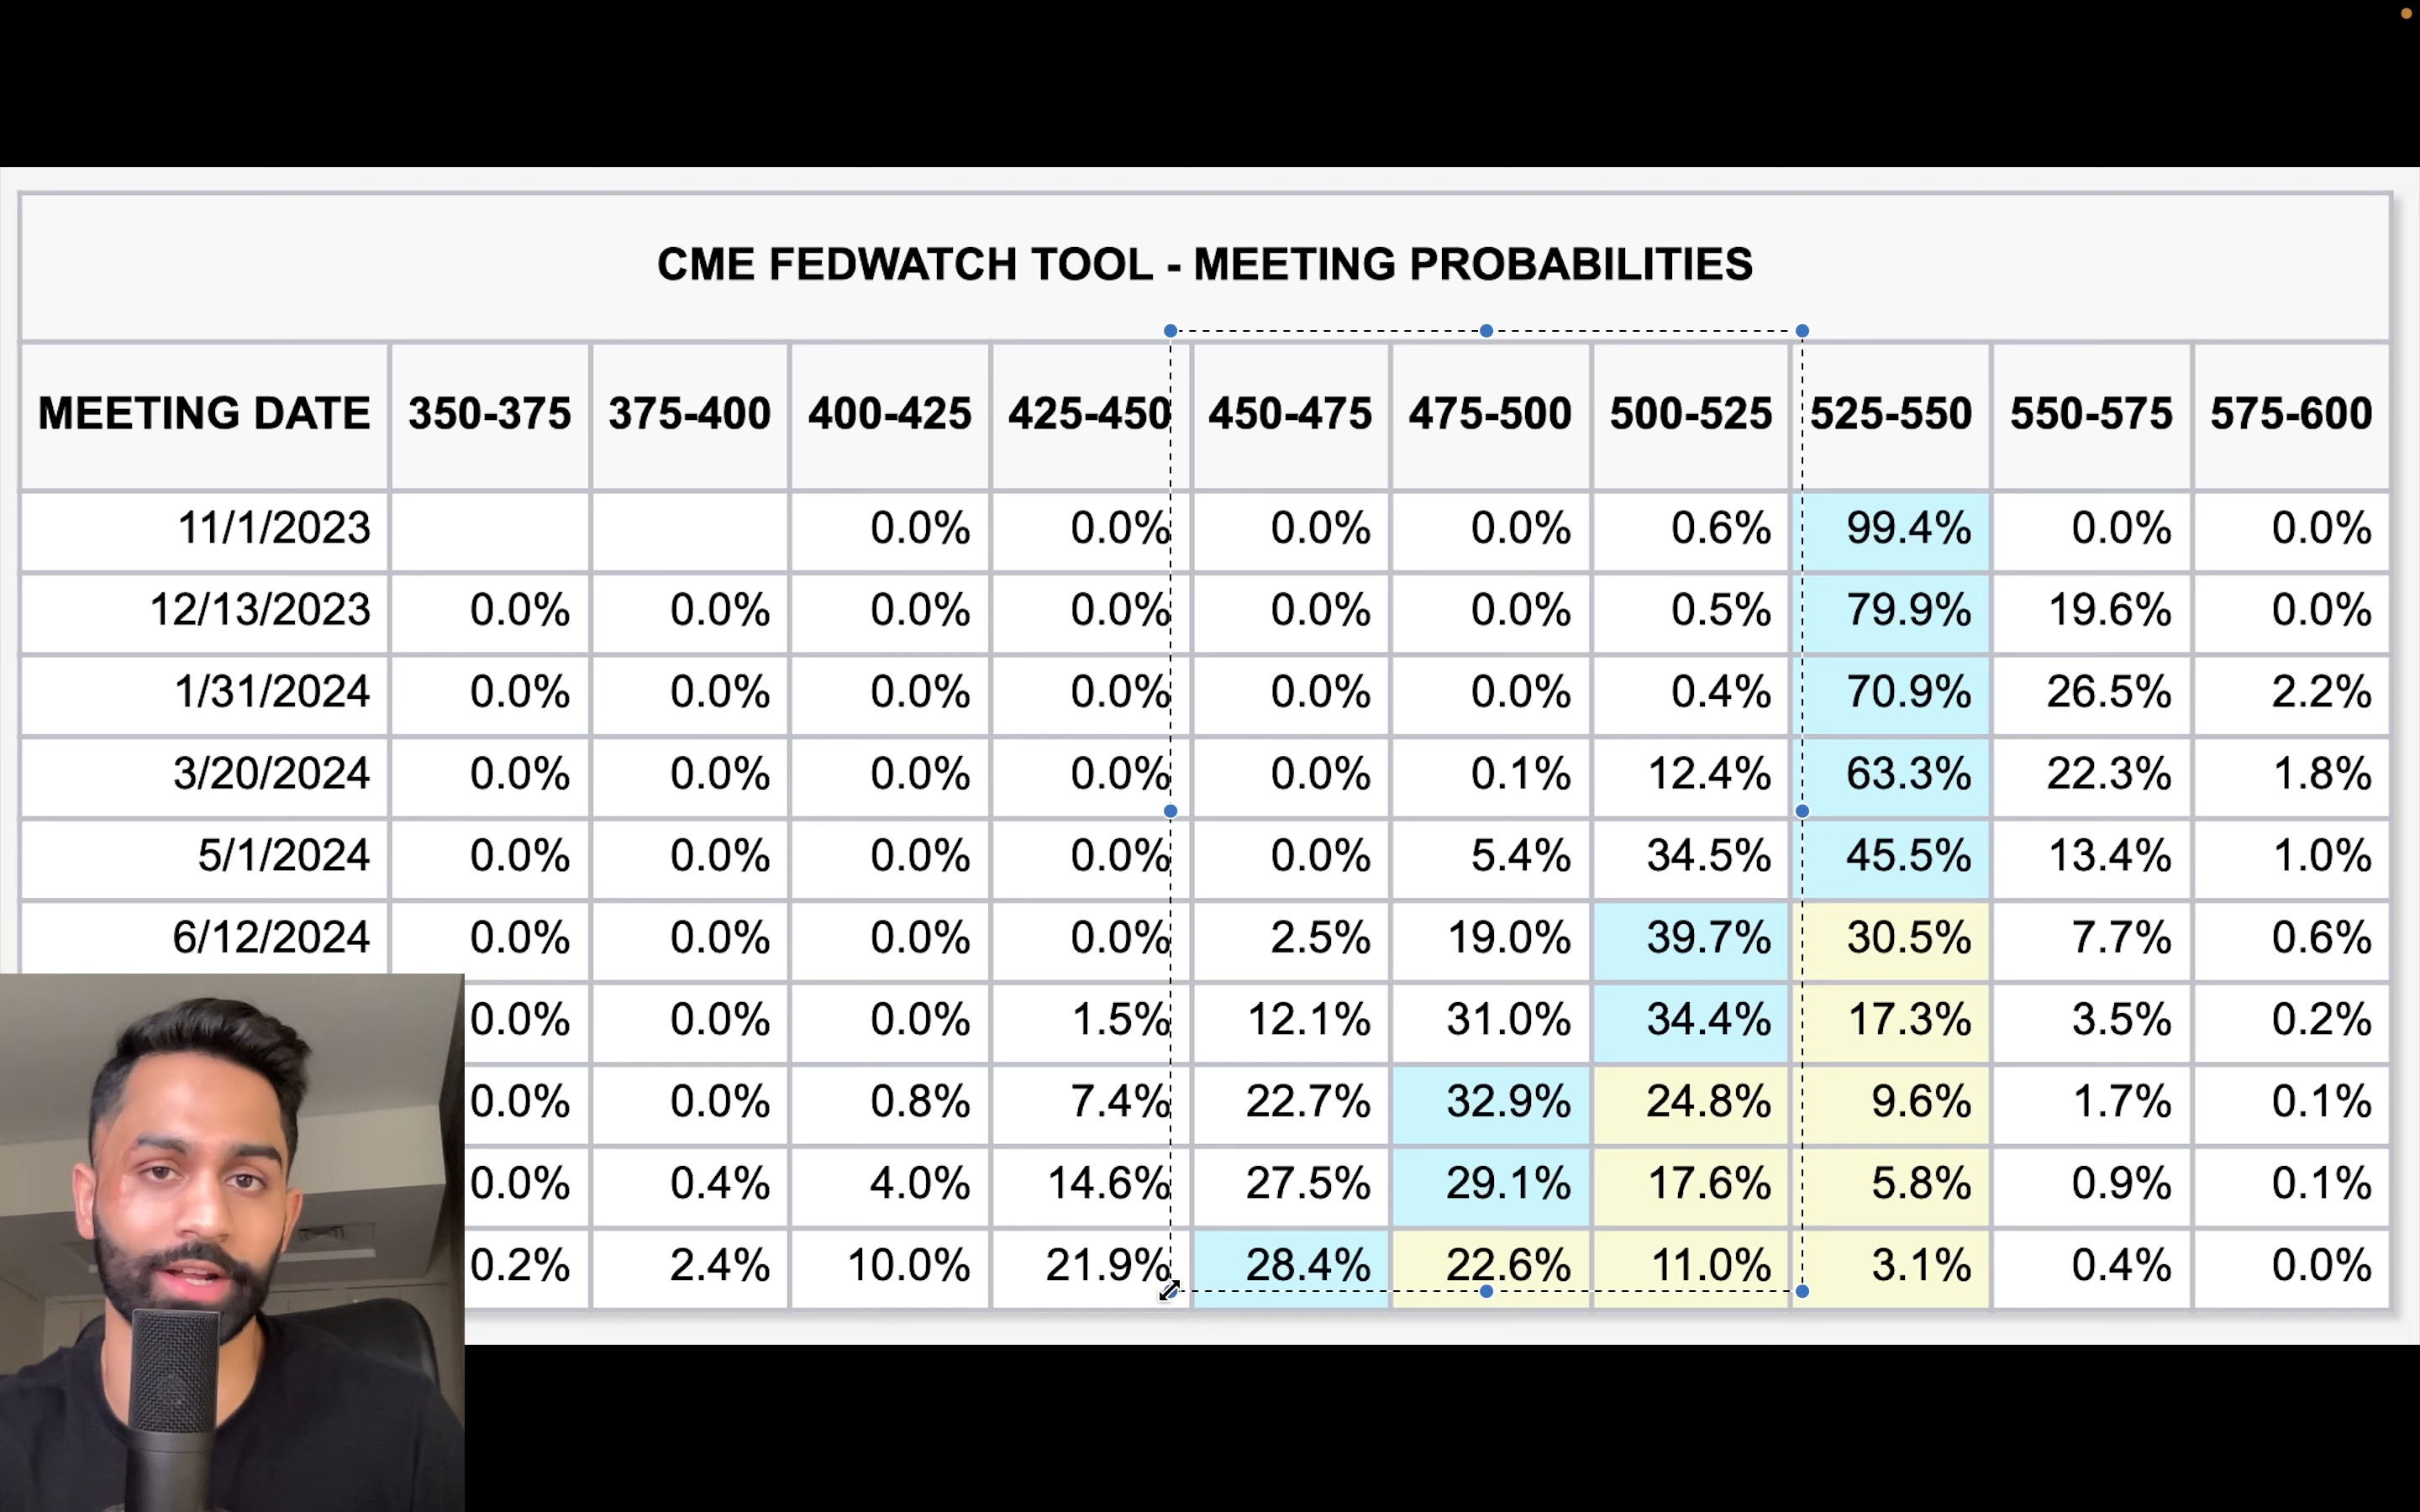 CME FEDWATCH TOOL - MEETING PROBABILITIES
MEETING DATE 350-375 375-400 400-425 425-450 450-475 475-500 500-525 525-550 550-575 575-600
11/1/2023 0.0% 0.0% 0.0% 0.0% 0.6% 99.4% 0.0% 0.0%
12/13/2023 0.0% 0.0% 0.0% 0.0% 0.0% 0.0% 0.5% 79.9% 19.6% 0.0%
1/31/2024 0.0% 0.0% 0.0% 0.0% 0.0% 0.0% 0.4% 70.9% 26.5% 2.2%
3/20/2024 0.0% 0.0% 0.0% 0.0% 0.0% 0.1% 12.4% 63.3% 22.3% 1.8%
5/1/2024 0.0% 0.0% 0.0% 0.0% 0.0% 5.4% 34.5% 45.5% 13.4% 1.0%
6/12/2024 0.0% 0.0% 0.0% 0.0% 2.5% 19.0% 39.7% 30.5% 7.7% 0.6%
0.0% 0.0% 0.0% 1.5% 12.1% 31.0% 34.4% 17.3% 3.5% 0.2%
0.0% 0.0% 0.8% 7.4% 22.7% 32.9% 24.8% 9.6% 1.7% 0.1%
0.0% 0.4% 4.0% 14.6% 27.5% 29.1% 17.6% 5.8% 0.9% 0.1%
0.2% 2.4% 10.0% 21.9% 28.4% 22.6% 11.0% 3.1% 0.4% 0.0%